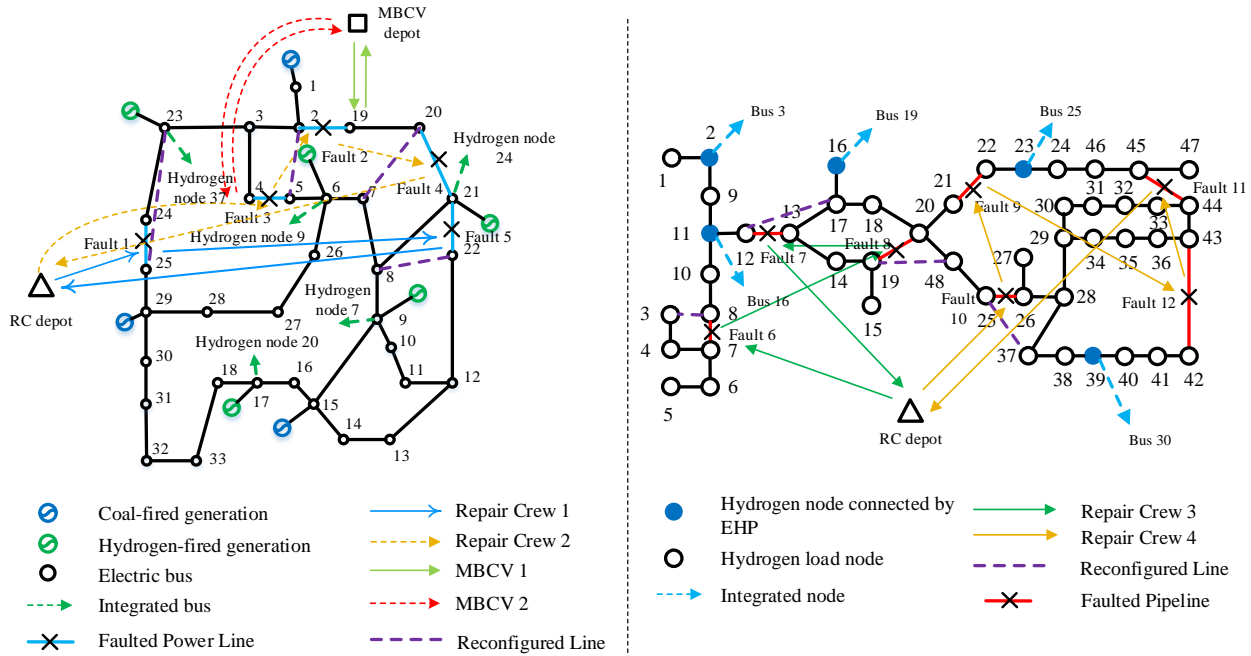 MBCV
depot
1
23
3
2
19
20
Hydrogen node
24
Fault 2
Hydrogen
node 37
4
5
6
7
Fault 4
21
Fault 3
Hydrogen node 9
24
Fault 1
Fault 5
22
25
26
8
RC depot
29
28
27
Hydrogen
node 7
9
10
Hydrogen node 20
30
18
16
11
12
17
31
15
14
13
32
33
Coal-fired generation
Hydrogen-fired generation
Electric bus
Integrated bus
Faulted Power Line
Repair Crew 1
Repair Crew 2
MBCV 1
MBCV 2
Reconfigured Line
Bus 3
2
Bus 19
Bus 25
16
22
23
24
46
45
47
1
9
21
Fault 9
31
32
Fault 11
30
33
44
13
17
18
20
11
12
Fault 7
Fault 8
29
43
27
34
35
36
10
14
19
48
Bus 16
15
Fault
10
25
26
28
Fault 12
3
8
Fault 6
4
7
37
38
39
40
41
42
5
6
RC depot
Bus 30
Hydrogen node connected by
EHP
Hydrogen load node
Integrated node
Repair Crew 3
Repair Crew 4
Reconfigured Line
Faulted Pipeline